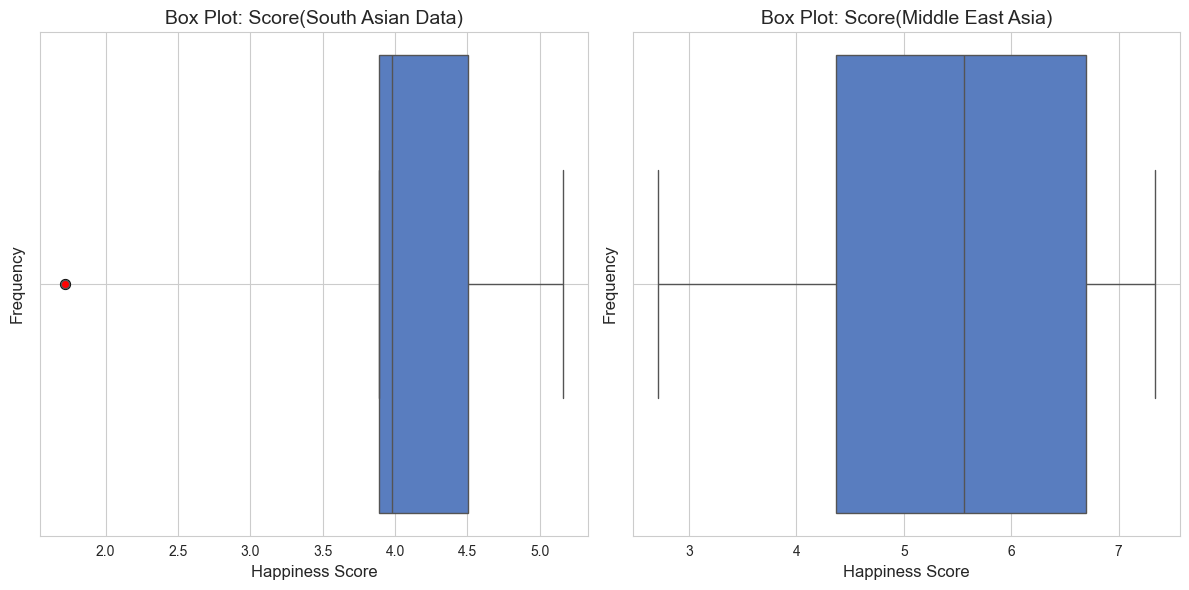 Box Plot: Score(South Asian Data)
Frequency
2.0 2.5 3.0 3.5 4.0 4.5 5.0
Happiness Score
Box Plot: Score(Middle East Asia)
Frequency
3 4 5 6 7
Happiness Score